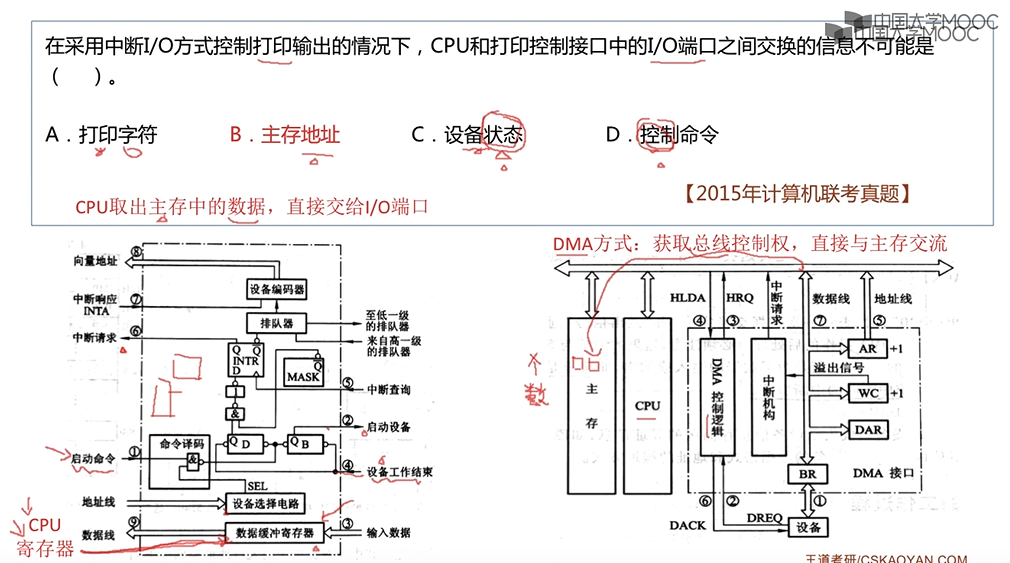 中国大学MOOC
中国大学MOOC
在采用中断I/O方式控制打印输出的情况下，CPU和打印控制接口中的I/O端口之间交换的信息不可能是
（　）。
A．打印字符 B．主存地址 C．设备状态 D．控制命令
【2015年计算机联考真题】
CPU取出主存中的数据，直接交给I/O端口
DMA方式：获取总线控制权，直接与主存交流
⑧
向量地址
设备编码器
中断响应
INTA
⑦
排队器
至低一级
的排队器
来自高一级
的排队器
中断请求
⑥
Q Q
INTR
D
Q
MASK
⑤
中断查询
1
&
②
启动设备
命令译码
&
Q D
Q B
启动命令
①
④
设备工作结束
SEL
地址线
设备选择电路
CPU
寄存器
数据线
⑨
数据缓冲寄存器
③
输入数据
HLDA
HRQ
中断请求
数据线
地址线
④
③
⑦
⑤
主存
CPU
DMA控制逻辑
中断机构
AR
+1
溢出信号
WC
+1
DAR
BR
DMA 接口
个
数
⑥
②
①
DACK
DREQ
设备
王道考研/CSKAOYAN.COM